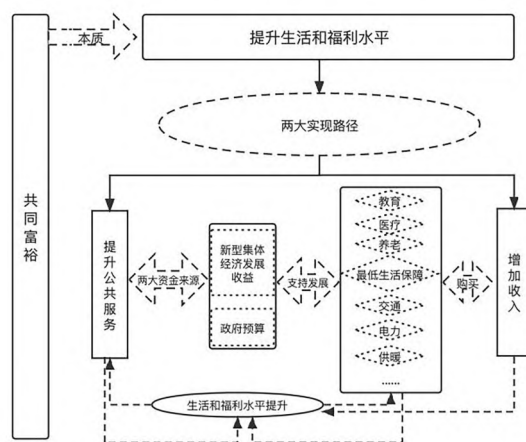 本质
提升生活和福利水平
两大实现路径
共同富裕
提升公共服务
两大资金来源
新型集体
经济发展
收益
政府预算
支持发展
教育
医疗
养老
最低生活保障
交通
电力
供暖
......
购买
增加收入
生活和福利水平提升